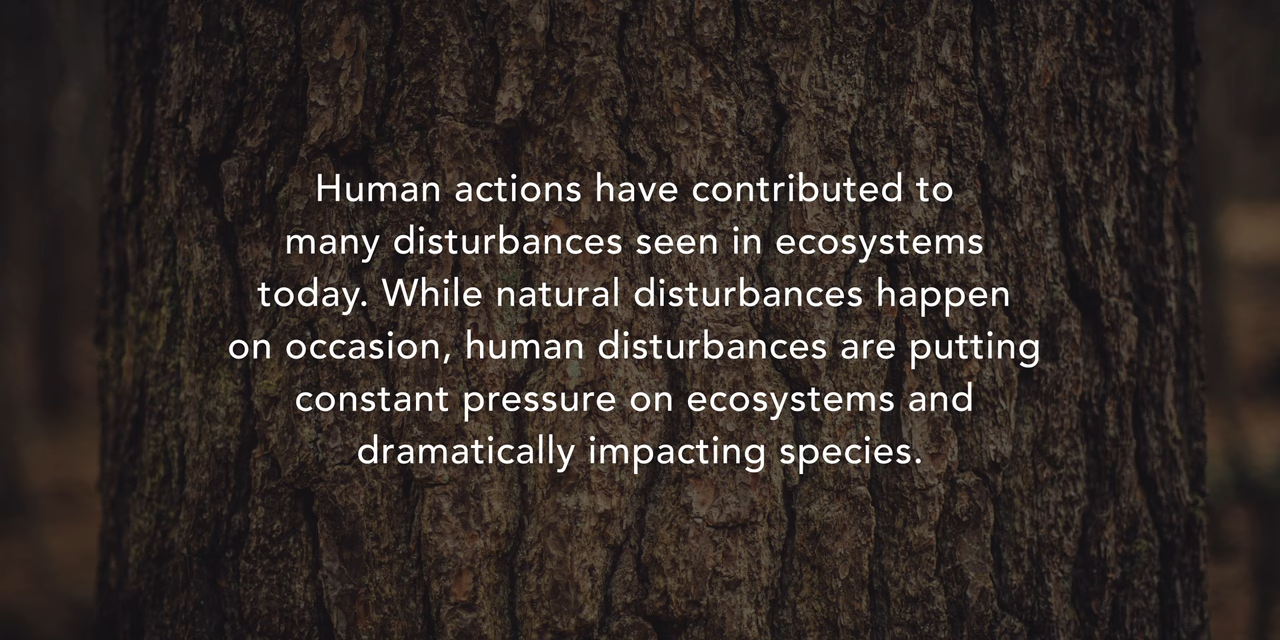 Human actions have contributed to
many disturbances seen in ecosystems
today. While natural disturbances happen
on occasion, human disturbances are putting
constant pressure on ecosystems and
dramatically impacting species.